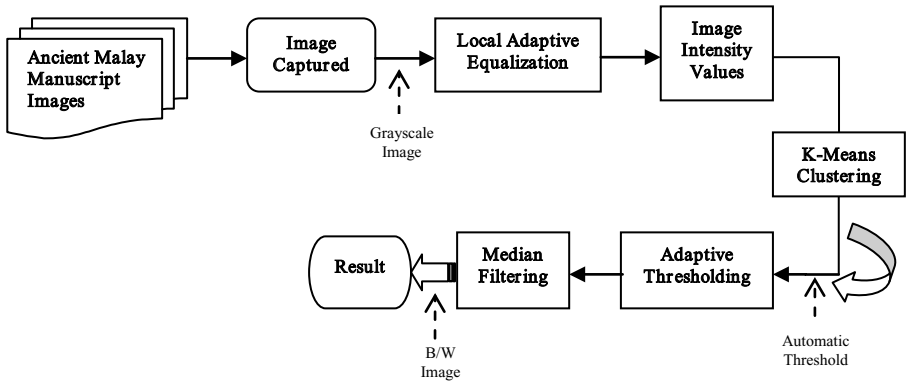 Ancient Malay
Manuscript
Images
Image
Captured
Grayscale
Image
Local Adaptive
Equalization
Image
Intensity
Values
K-Means
Clustering
Automatic
Threshold
Adaptive
Thresholding
Median
Filtering
B/W
Image
Result